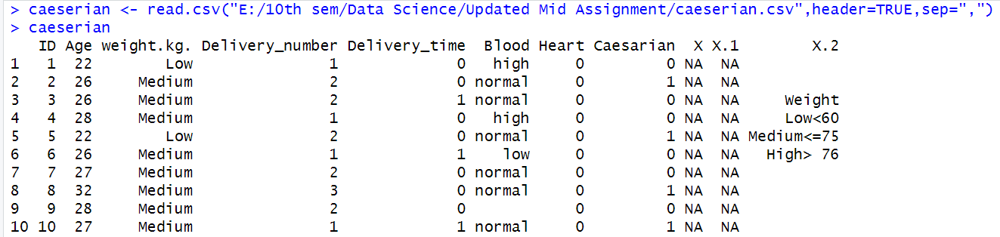 > caeserian <- read.csv("E:/10th sem/Data Science/Updated Mid Assignment/caeserian.csv",header=TRUE,sep=",")
> caeserian
ID Age weight.kg. Delivery_number Delivery_time Blood Heart Caesarian X X.1 X.2
1 1 22 Low 1 0 high 0 0 NA NA
2 2 26 Medium 2 0 normal 0 1 NA NA
3 3 26 Medium 2 1 normal 0 0 NA NA Weight
4 4 28 Medium 1 0 high 0 0 NA NA Low<60
5 5 22 Low 2 0 normal 0 1 NA NA Medium<=75
6 6 26 Medium 1 1 low 0 0 NA NA High> 76
7 7 27 Medium 2 0 normal 0 0 NA NA
8 8 32 Medium 3 0 normal 0 1 NA NA
9 9 28 Medium 2 0 0 0 NA NA
10 10 27 Medium 1 1 normal 0 1 NA NA